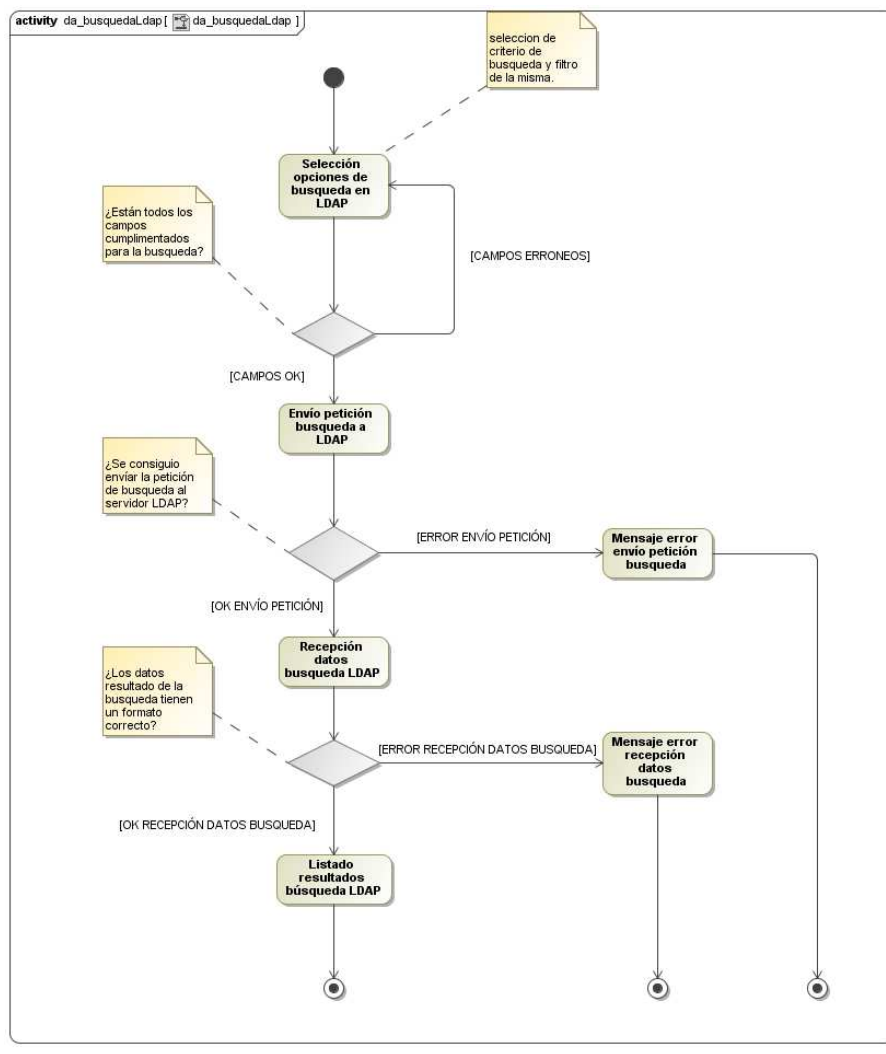 activity da_busquedaLdap [ da_busquedaLdap ]
seleccion de
criterio de
busqueda y filtro
de la misma.
Selección
opciones de
busqueda en
LDAP
¿Están todos los
campos
cumplimentados
para la busqueda?
[CAMPOS ERRONEOS]
[CAMPOS OK]
Envío petición
busqueda a
LDAP
¿Se consiguio
envíar la petición
de busqueda al
servidor LDAP?
[ERROR ENVÍO PETICIÓN]
Mensaje error
envío petición
busqueda
[OK ENVÍO PETICIÓN]
Recepción
datos
busqueda LDAP
¿Los datos
resultado de la
busqueda tienen
un formato
correcto?
[ERROR RECEPCIÓN DATOS BUSQUEDA]
Mensaje error
recepción
datos
busqueda
[OK RECEPCIÓN DATOS BUSQUEDA]
Listado
resultados
búsqueda LDAP